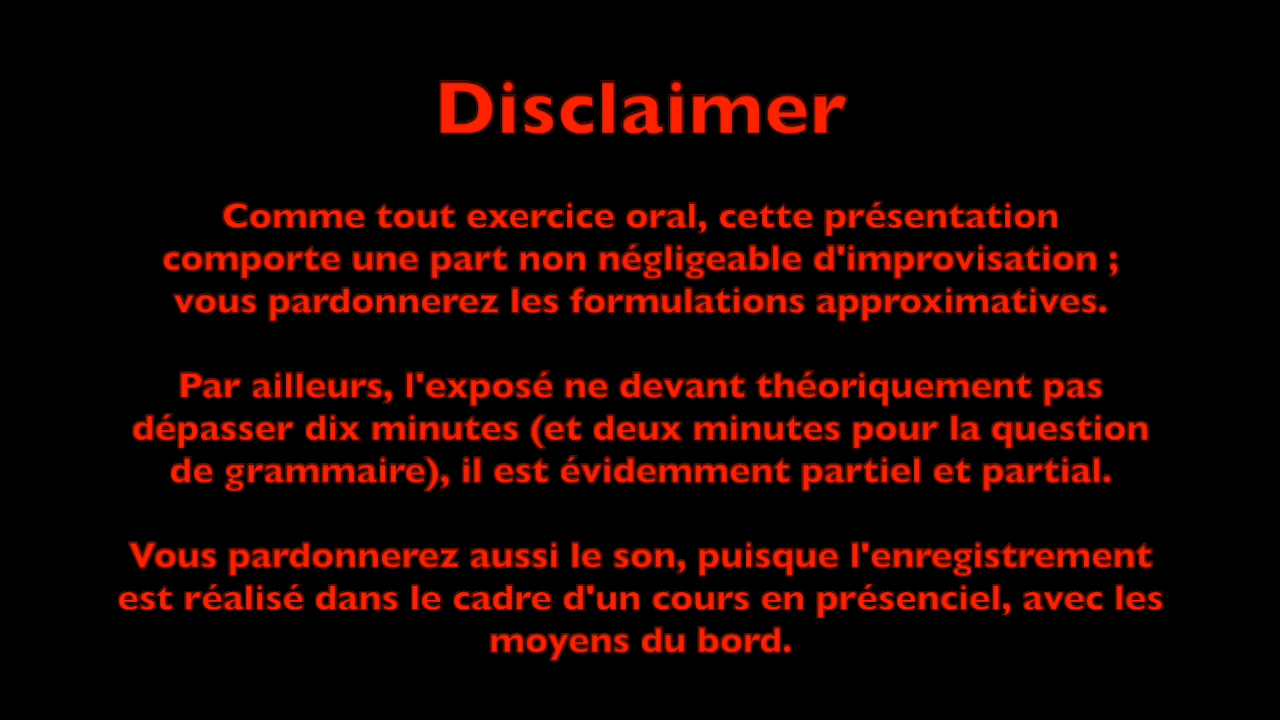 Disclaimer
Comme tout exercice oral, cette présentation
comporte une part non négligeable d'improvisation ;
vous pardonnerez les formulations approximatives.
Par ailleurs, l'exposé ne devant théoriquement pas
dépasser dix minutes (et deux minutes pour la question
de grammaire), il est évidemment partiel et partial.
Vous pardonnerez aussi le son, puisque l'enregistrement
est réalisé dans le cadre d'un cours en présenciel, avec les
moyens du bord.